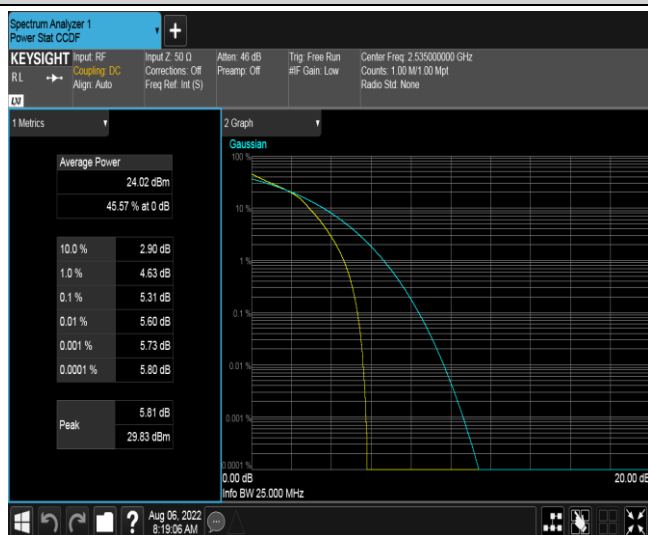 Spectrum Analyzer 1
Power Stat CCDF
+
KEYSIGHT
RL
LXI
Input: RF
Coupling: DC
Align: Auto
Input Z: 50 Ω
Corrections: Off
Freq Ref: Int (S)
Atten: 46 dB
Preamp: Off
Trig: Free Run
#IF Gain: Low
Center Freq: 2.535000000 GHz
Counts: 1.00 M/1.00 Mpt
Radio Std: None
1 Metrics
Average Power
24.02 dBm
45.57 % at 0 dB
10.0 % 2.90 dB
1.0 % 4.63 dB
0.1 % 5.31 dB
0.01 % 5.60 dB
0.001 % 5.73 dB
0.0001 % 5.80 dB
Peak
5.81 dB
29.83 dBm
2 Graph
Gaussian
100 %
10 %
1 %
0.1 %
0.01 %
0.001 %
0.0001 %
0.00 dB 20.00 dB
Info BW 25.000 MHz
?
Aug 06, 2022
8:19:06 AM